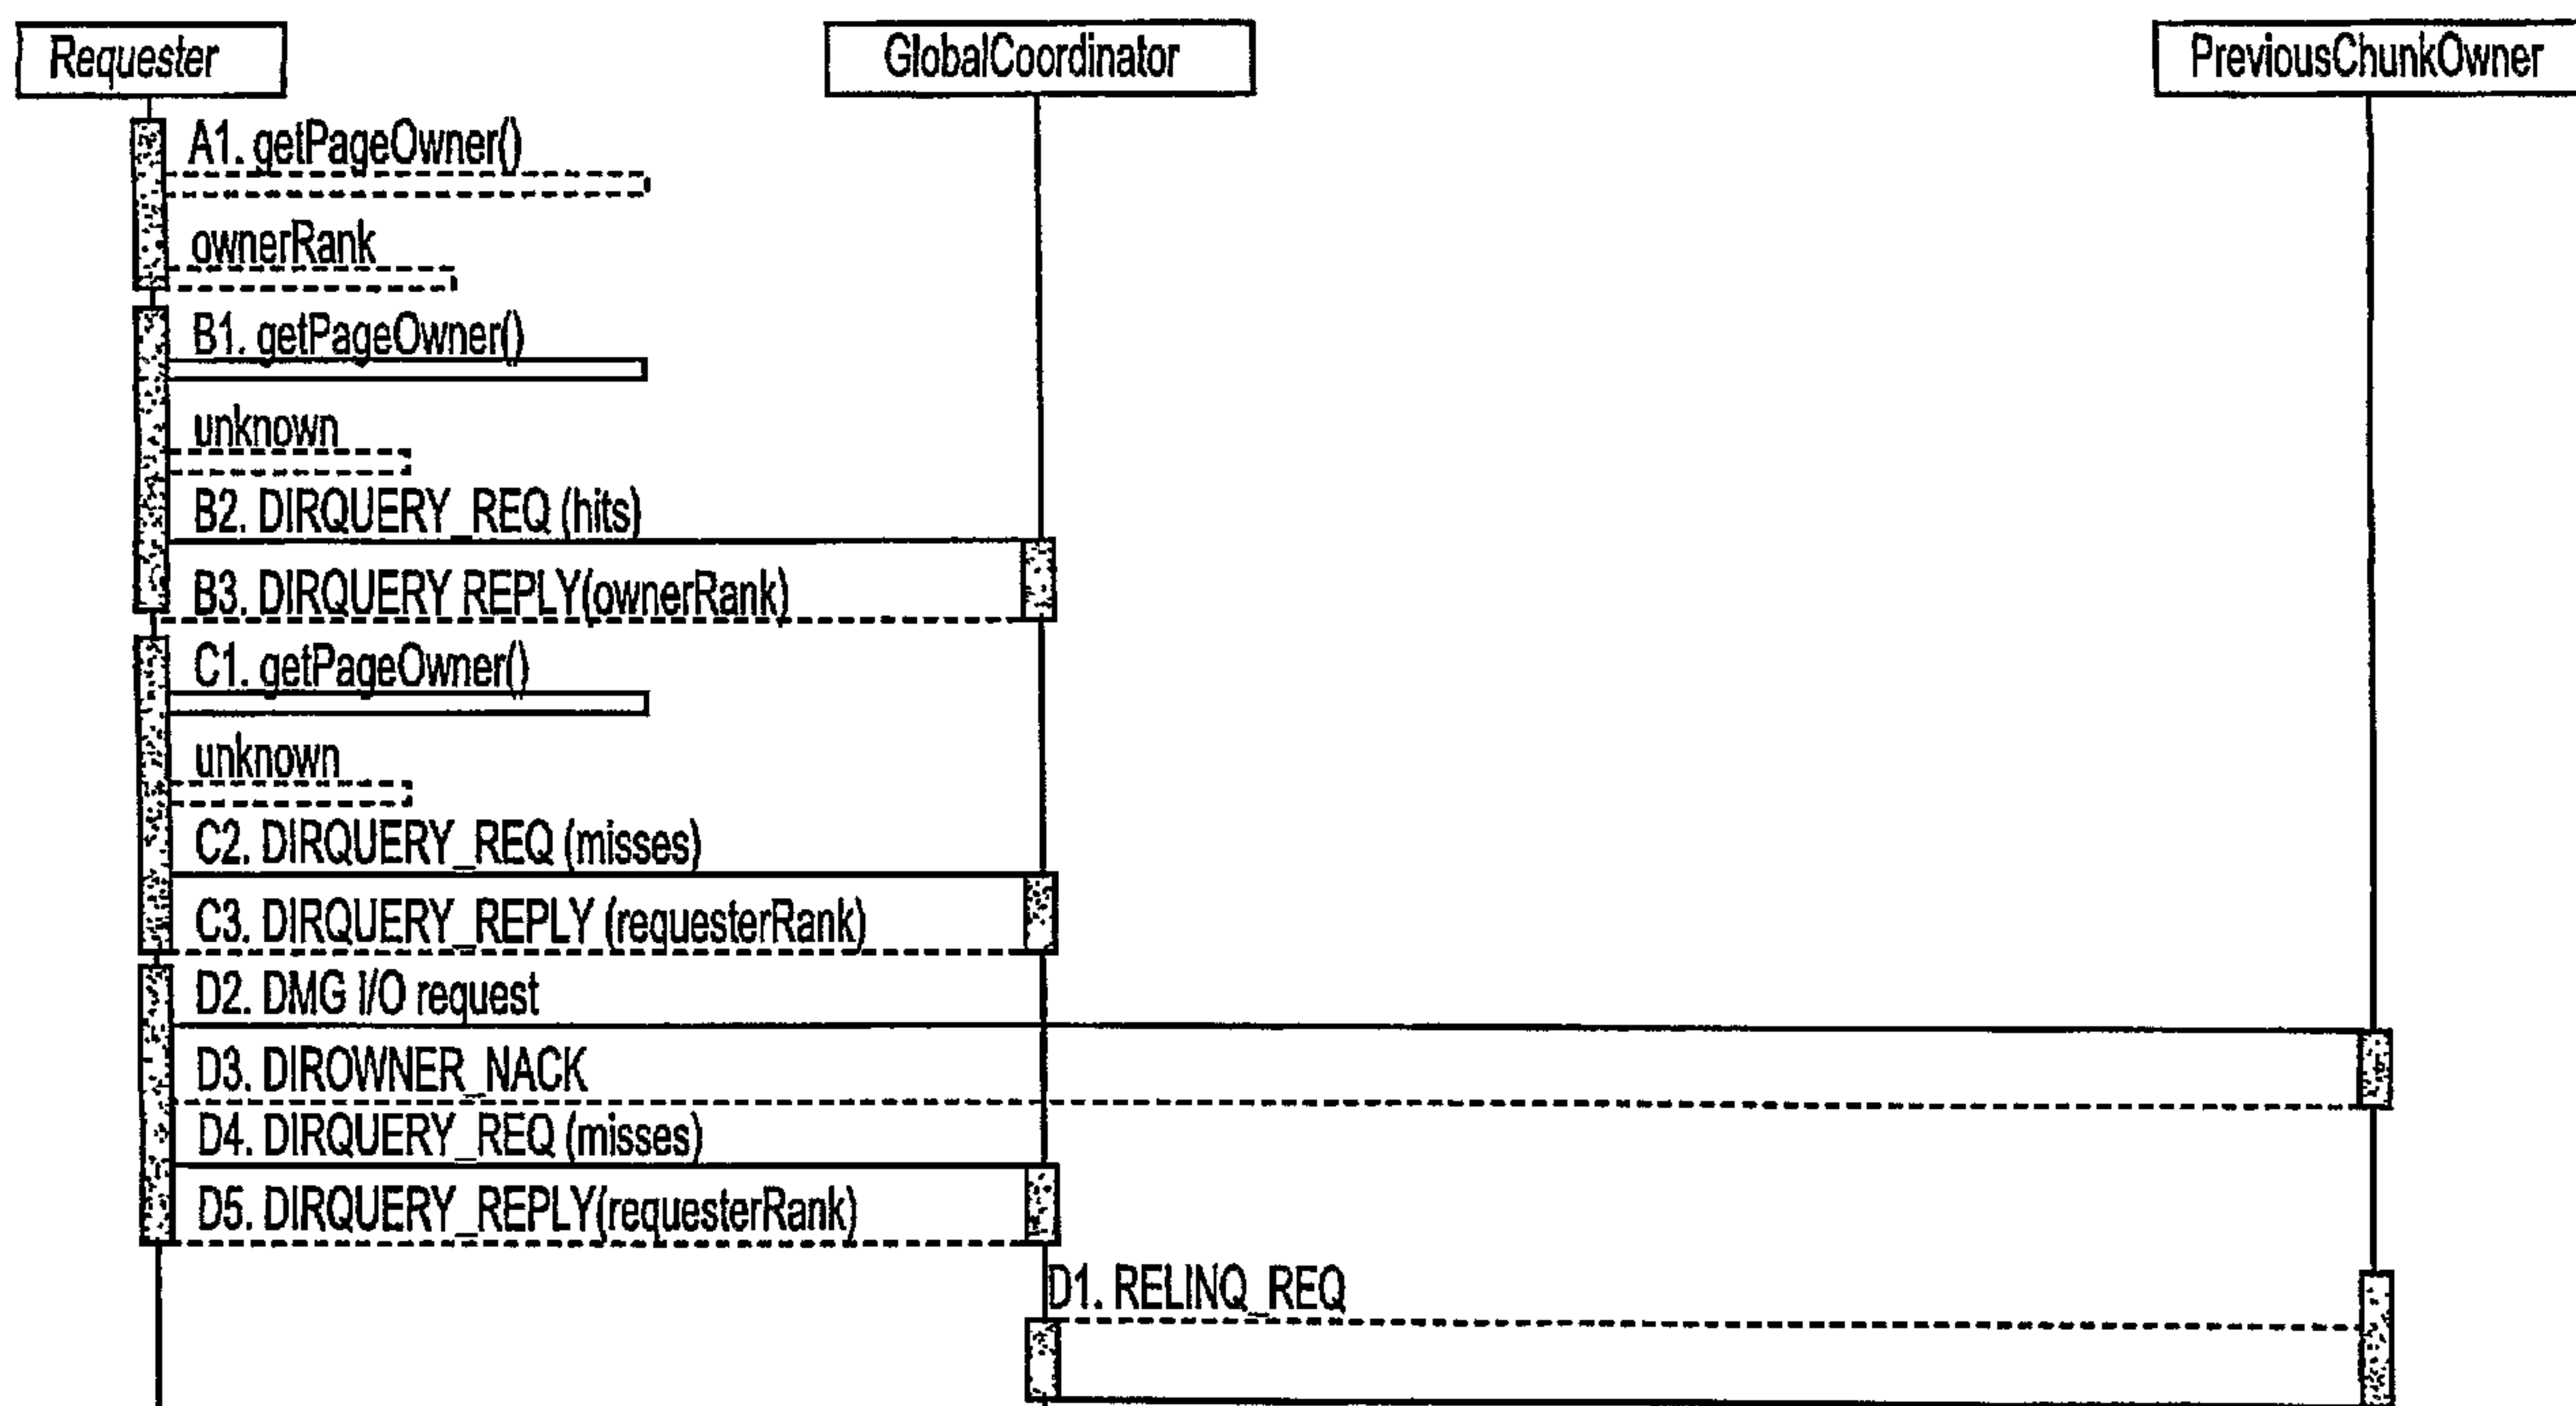 Requester
GlobalCoordinator
PreviousChunkOwner
A1. getPageOwner()
ownerRank
B1. getPageOwner()
unknown
B2. DIRQUERY_REQ (hits)
B3. DIRQUERY REPLY(ownerRank)
C1. getPageOwner()
unknown
C2. DIRQUERY_REQ (misses)
C3. DIRQUERY_REPLY (requesterRank)
D2. DMG I/O request
D3. DIROWNER_NACK
D4. DIRQUERY_REQ (misses)
D5. DIRQUERY_REPLY(requesterRank)
D1. RELINQ_REQ